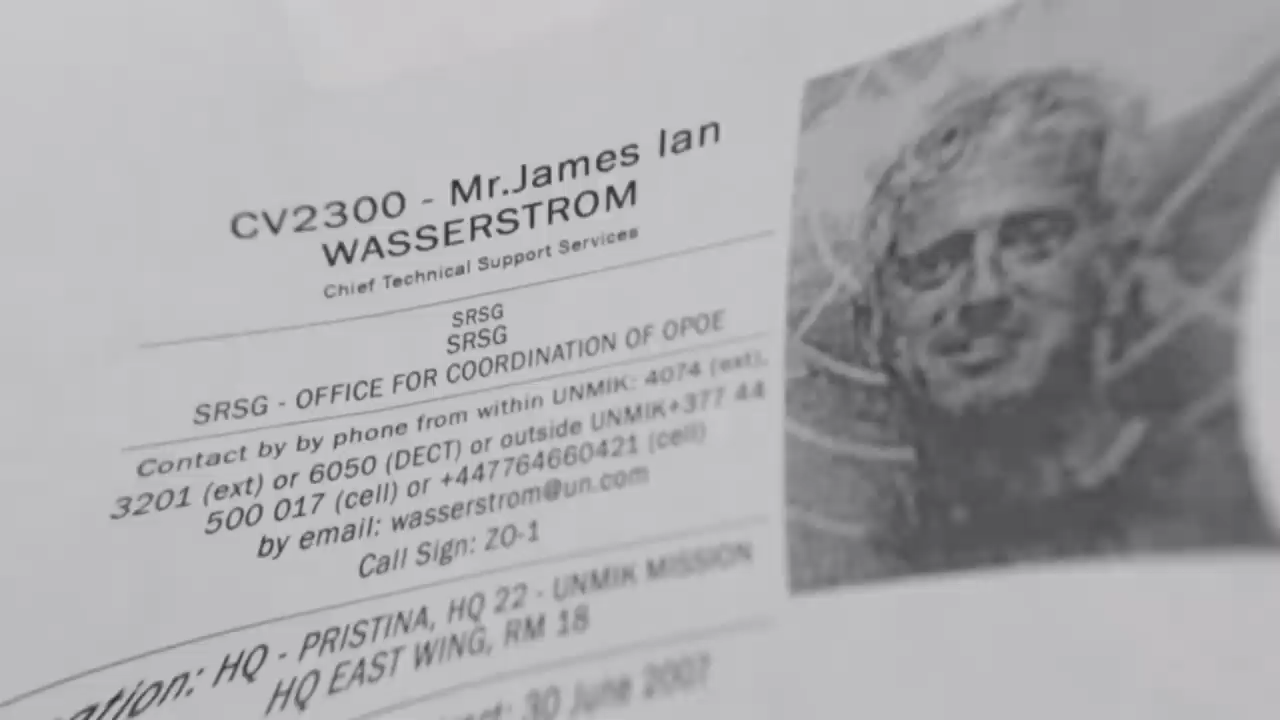 CV2300 - Mr.James Ian
WASSERSTROM
Chief Technical Support Services
SRSG
SRSG
SRSG - OFFICE FOR COORDINATION OF OPOE
Contact by by phone from within UNMIK: 4074 (ext),
3201 (ext) or 6050 (DECT) or outside UNMIK+377 44
500 017 (cell) or +447764660421 (cell)
by email: wasserstrom@un.com
Call Sign: ZO-1
HQ - PRISTINA, HQ 22 - UNMIK MISSION
HQ EAST WING, RM 18
30 June 2007